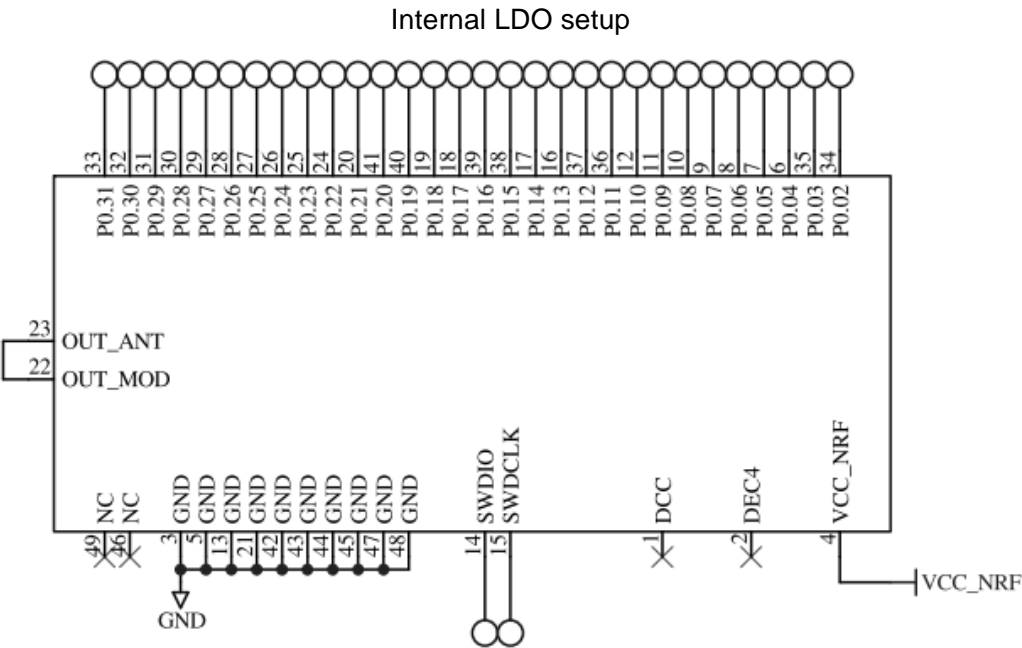 Internal LDO setup
33 32 31 30 29 28 27 26 25 24 20 41 40 19 18 39 38 17 16 37 36 12 11 10 9 8 7 6 35 34
P0.31 P0.30 P0.29 P0.28 P0.27 P0.26 P0.25 P0.24 P0.23 P0.22 P0.21 P0.20 P0.19 P0.18 P0.17 P0.16 P0.15 P0.14 P0.13 P0.12 P0.11 P0.10 P0.09 P0.08 P0.07 P0.06 P0.05 P0.04 P0.03 P0.02
23 OUT_ANT
22 OUT_MOD
NC NC GND GND GND GND GND GND GND GND GND GND SWDIO SWDCLK DCC DEC4 VCC_NRF
49 46 3 5 13 21 42 43 44 45 47 48 14 15 1 2 4
VCC_NRF
GND